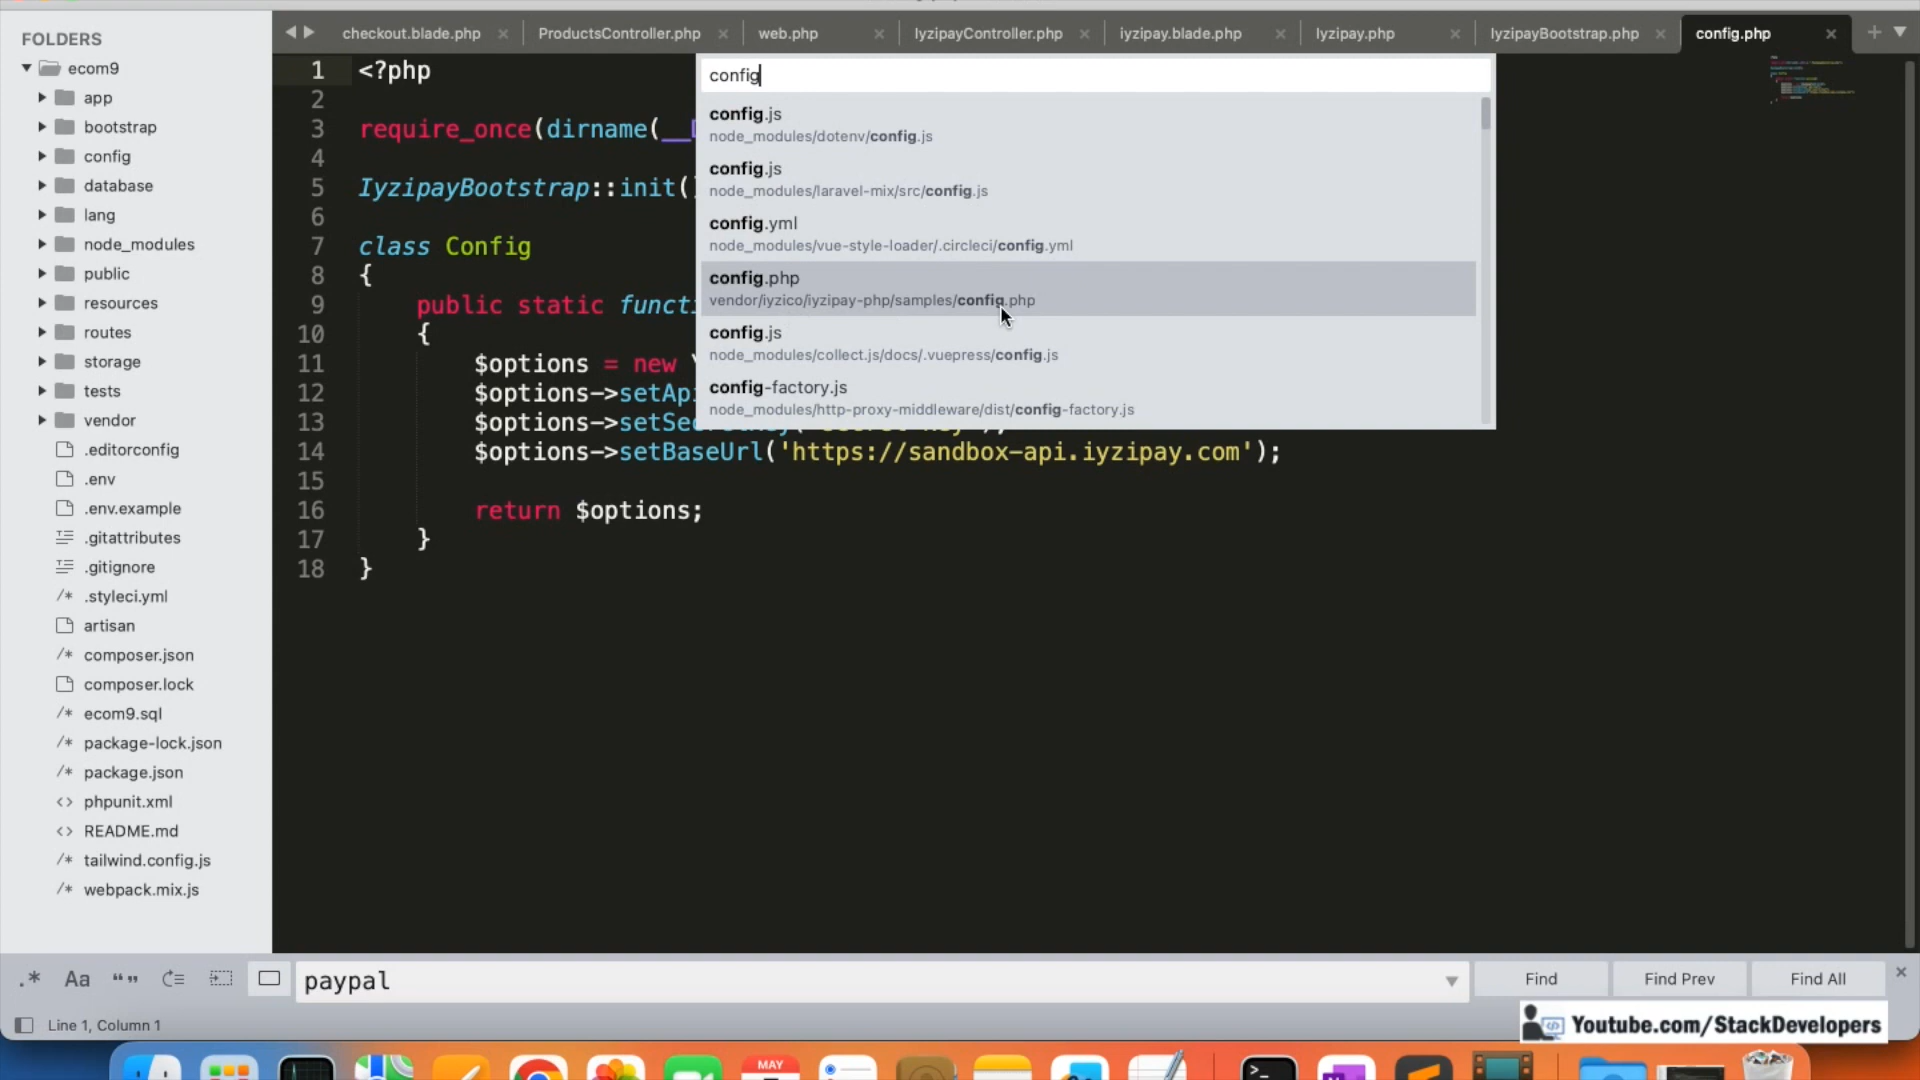 FOLDERS
ecom9
app
bootstrap
config
database
lang
node_modules
public
resources
routes
storage
tests
vendor
.editorconfig
.env
.env.example
.gitattributes
.gitignore
/* .styleci.yml
artisan
/* composer.json
composer.lock
/* ecom9.sql
/* package-lock.json
/* package.json
<> phpunit.xml
<> README.md
/* tailwind.config.js
/* webpack.mix.js
checkout.blade.php × ProductsController.php × web.php × IyzipayController.php × iyzipay.blade.php × Iyzipay.php × IyzipayBootstrap.php × config.php × +
1 <?php
2
3 require_once(dirname(__
4
5 IyzipayBootstrap::init(
6
7 class Config
8 {
9 public static functi
10 {
11 $options = new \
12 $options->setAp
13 $options->setSec
14 $options->setBaseUrl('https://sandbox-api.iyzipay.com');
15
16 return $options;
17 }
18 }
config
config.js
node_modules/dotenv/config.js
config.js
node_modules/laravel-mix/src/config.js
config.yml
node_modules/vue-style-loader/.circleci/config.yml
config.php
vendor/iyzico/iyzipay-php/samples/config.php
config.js
node_modules/collect.js/docs/.vuepress/config.js
config-factory.js
node_modules/http-proxy-middleware/dist/config-factory.js
.* Aa “” paypal Find Find Prev Find All ×
Line 1, Column 1
Youtube.com/StackDevelopers
MAY